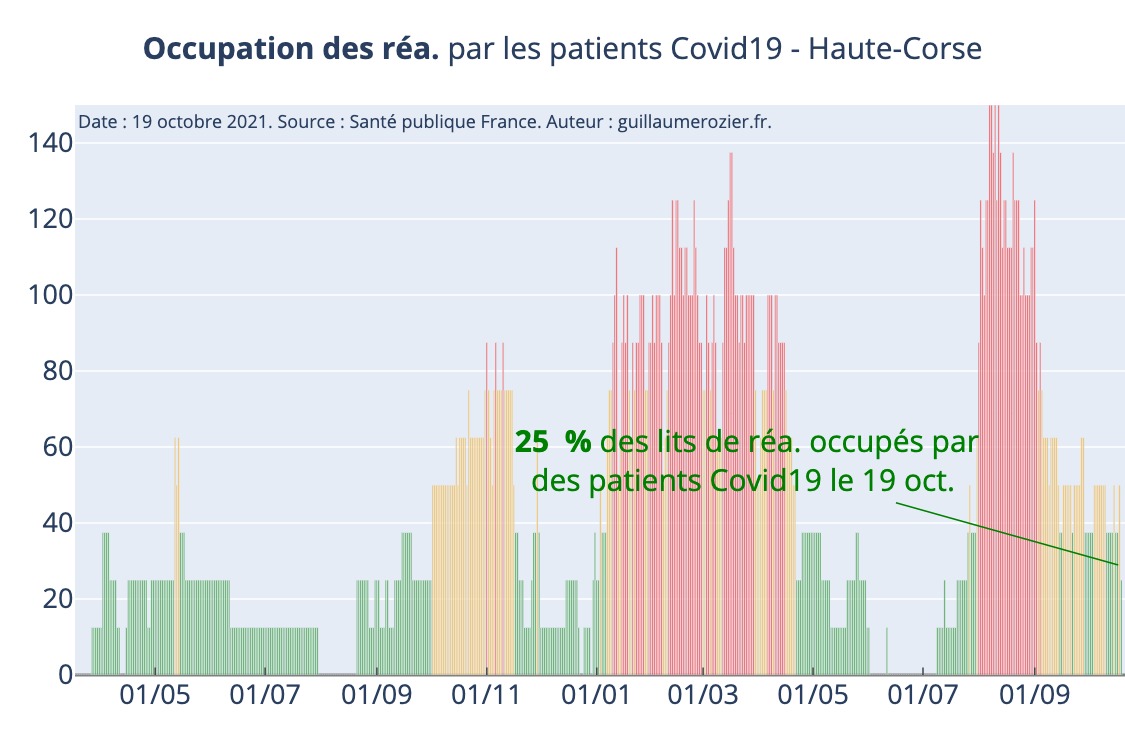 Occupation des réa. par les patients Covid19 - Haute-Corse
Date : 19 octobre 2021. Source : Santé publique France. Auteur : guillaumerozier.fr.
140
120
100
80
60
40
20
0
25  % des lits de réa. occupés par
des patients Covid19 le 19 oct.
01/05 01/07 01/09 01/11 01/01 01/03 01/05 01/07 01/09